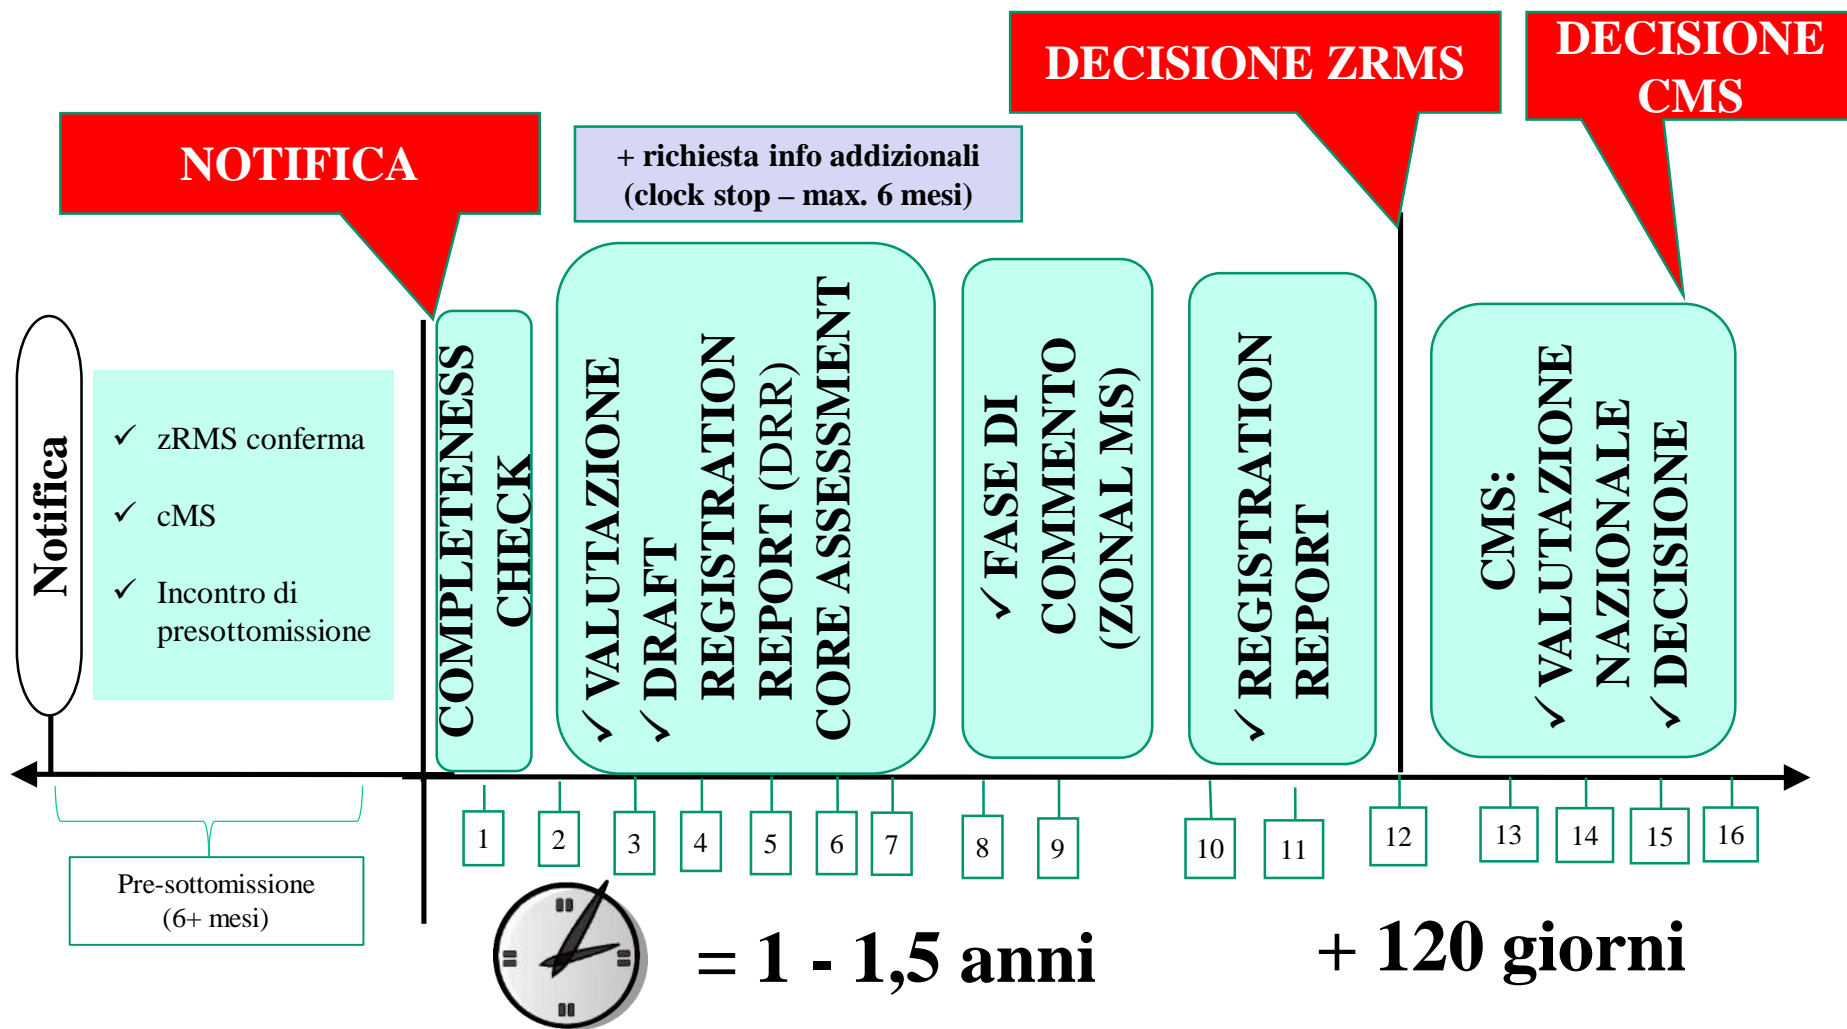 NOTIFICA
+ richiesta info addizionali
(clock stop – max. 6 mesi)
DECISIONE ZRMS
DECISIONE
CMS
Notifica
✓ zRMS conferma
✓ cMS
✓ Incontro di
presottomissione
COMPLETENESS
CHECK
✓ VALUTAZIONE
✓ DRAFT
REGISTRATION
REPORT (DRR)
CORE ASSESSMENT
✓ FASE DI
COMMENTO
(ZONAL MS)
✓ REGISTRATION
REPORT
CMS:
✓ VALUTAZIONE
NAZIONALE
✓ DECISIONE
1
2
3
4
5
6
7
8
9
10
11
12
13
14
15
16
Pre-sottomissione
(6+ mesi)
= 1 - 1,5 anni
+ 120 giorni